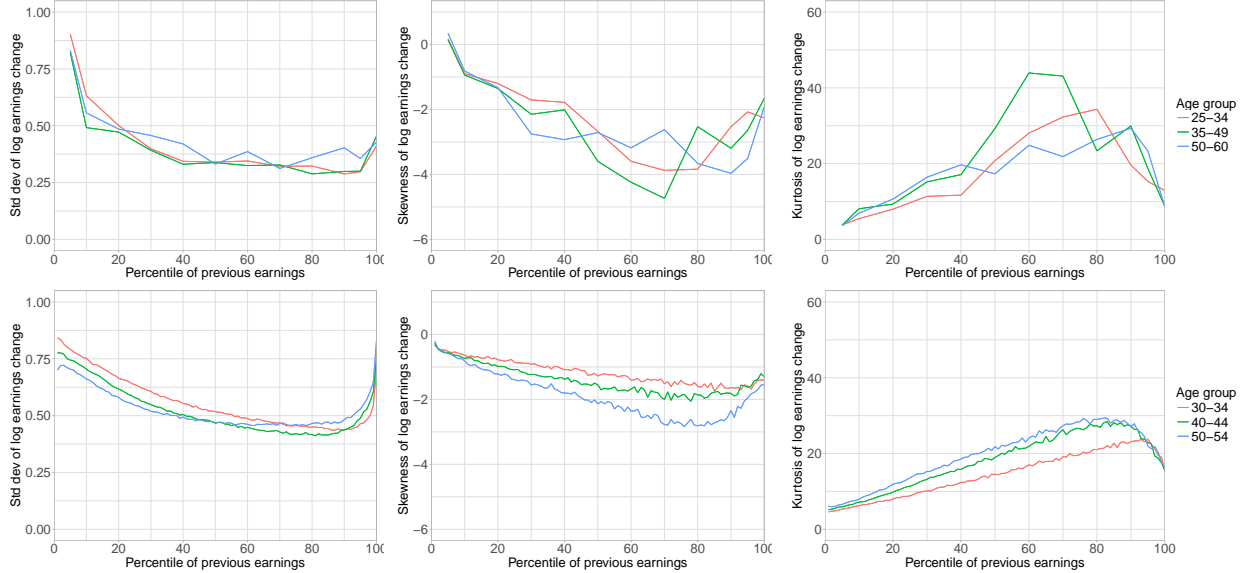 Std dev of log earnings change
1.00
0.75
0.50
0.25
0.00
0 20 40 60 80 100
Percentile of previous earnings
Skewness of log earnings change
0
−2
−4
−6
0 20 40 60 80 100
Percentile of previous earnings
Kurtosis of log earnings change
60
40
20
0
0 20 40 60 80 100
Percentile of previous earnings
Age group
25−34
35−49
50−60
Std dev of log earnings change
1.00
0.75
0.50
0.25
0.00
0 20 40 60 80 100
Percentile of previous earnings
Skewness of log earnings change
0
−2
−4
−6
0 20 40 60 80 100
Percentile of previous earnings
Kurtosis of log earnings change
60
40
20
0
0 20 40 60 80 100
Percentile of previous earnings
Age group
30−34
40−44
50−54